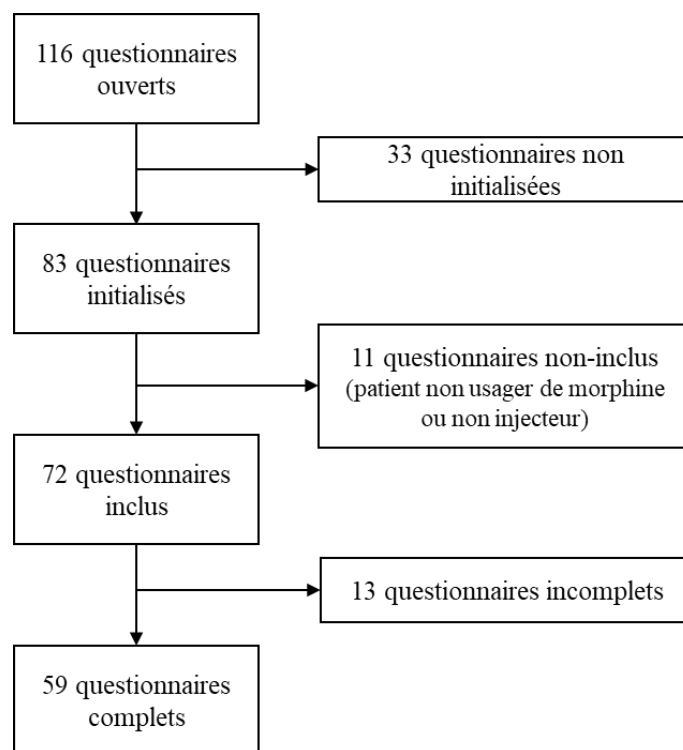 116 questionnaires
ouverts
33 questionnaires non
initialisées
83 questionnaires
initialisés
11 questionnaires non-inclus
(patient non usager de morphine
ou non injecteur)
72 questionnaires
inclus
13 questionnaires incomplets
59 questionnaires
complets